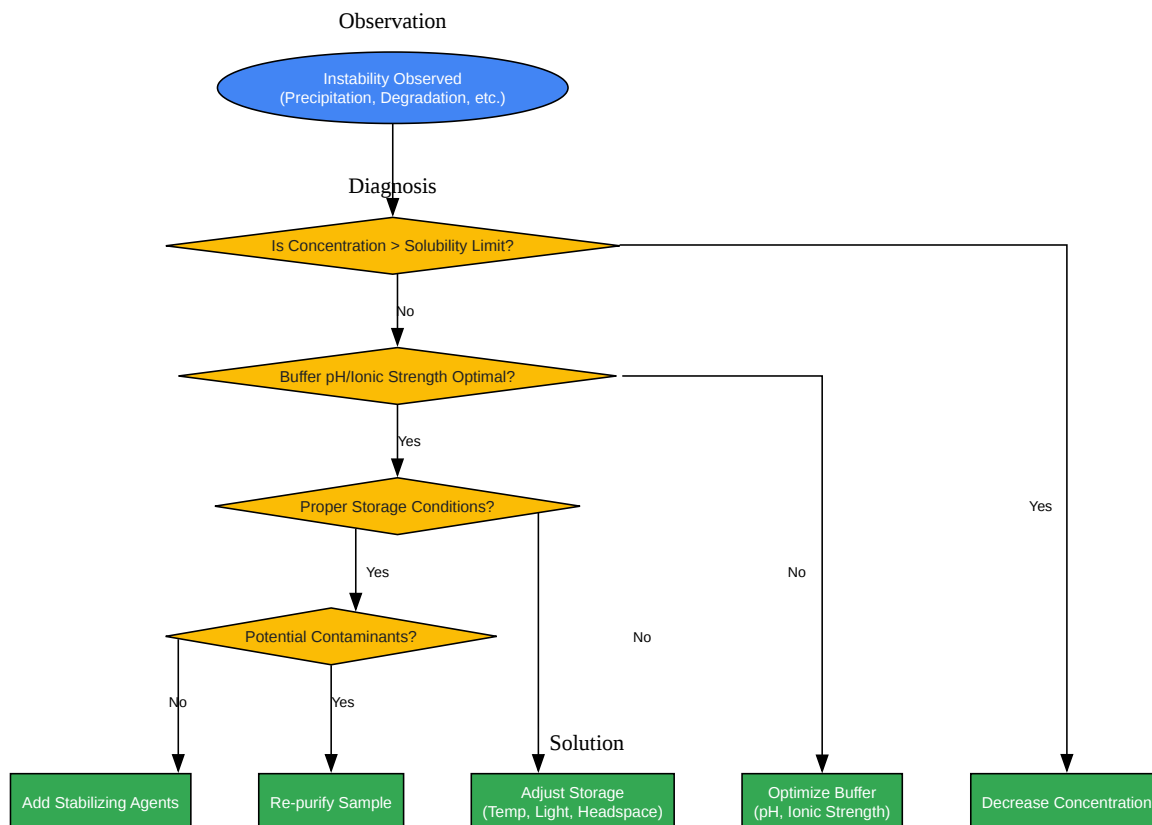 Observation
Instability Observed
(Precipitation, Degradation, etc.)
Diagnosis
Is Concentration > Solubility Limit?
No
Buffer pH/Ionic Strength Optimal?
Yes
Proper Storage Conditions?
Yes
Yes
No
Potential Contaminants?
No
No
Yes
Solution
Add Stabilizing Agents
Re-purify Sample
Adjust Storage
(Temp, Light, Headspace)
Optimize Buffer
(pH, Ionic Strength)
Decrease Concentration